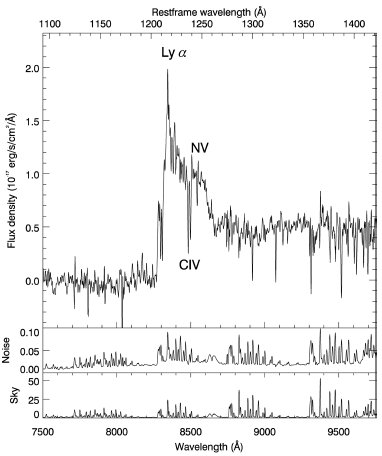 Restframe wavelength (Å)
1100 1150 1200 1250 1300 1350 1400
Ly α
NV
CIV
2.0
1.5
1.0
0.5
0.0
Flux density (10⁻¹⁷ erg/s/cm²/Å)
0.10
0.05
0.00
Noise
50
25
0
Sky
7500 8000 8500 9000 9500
Wavelength (Å)